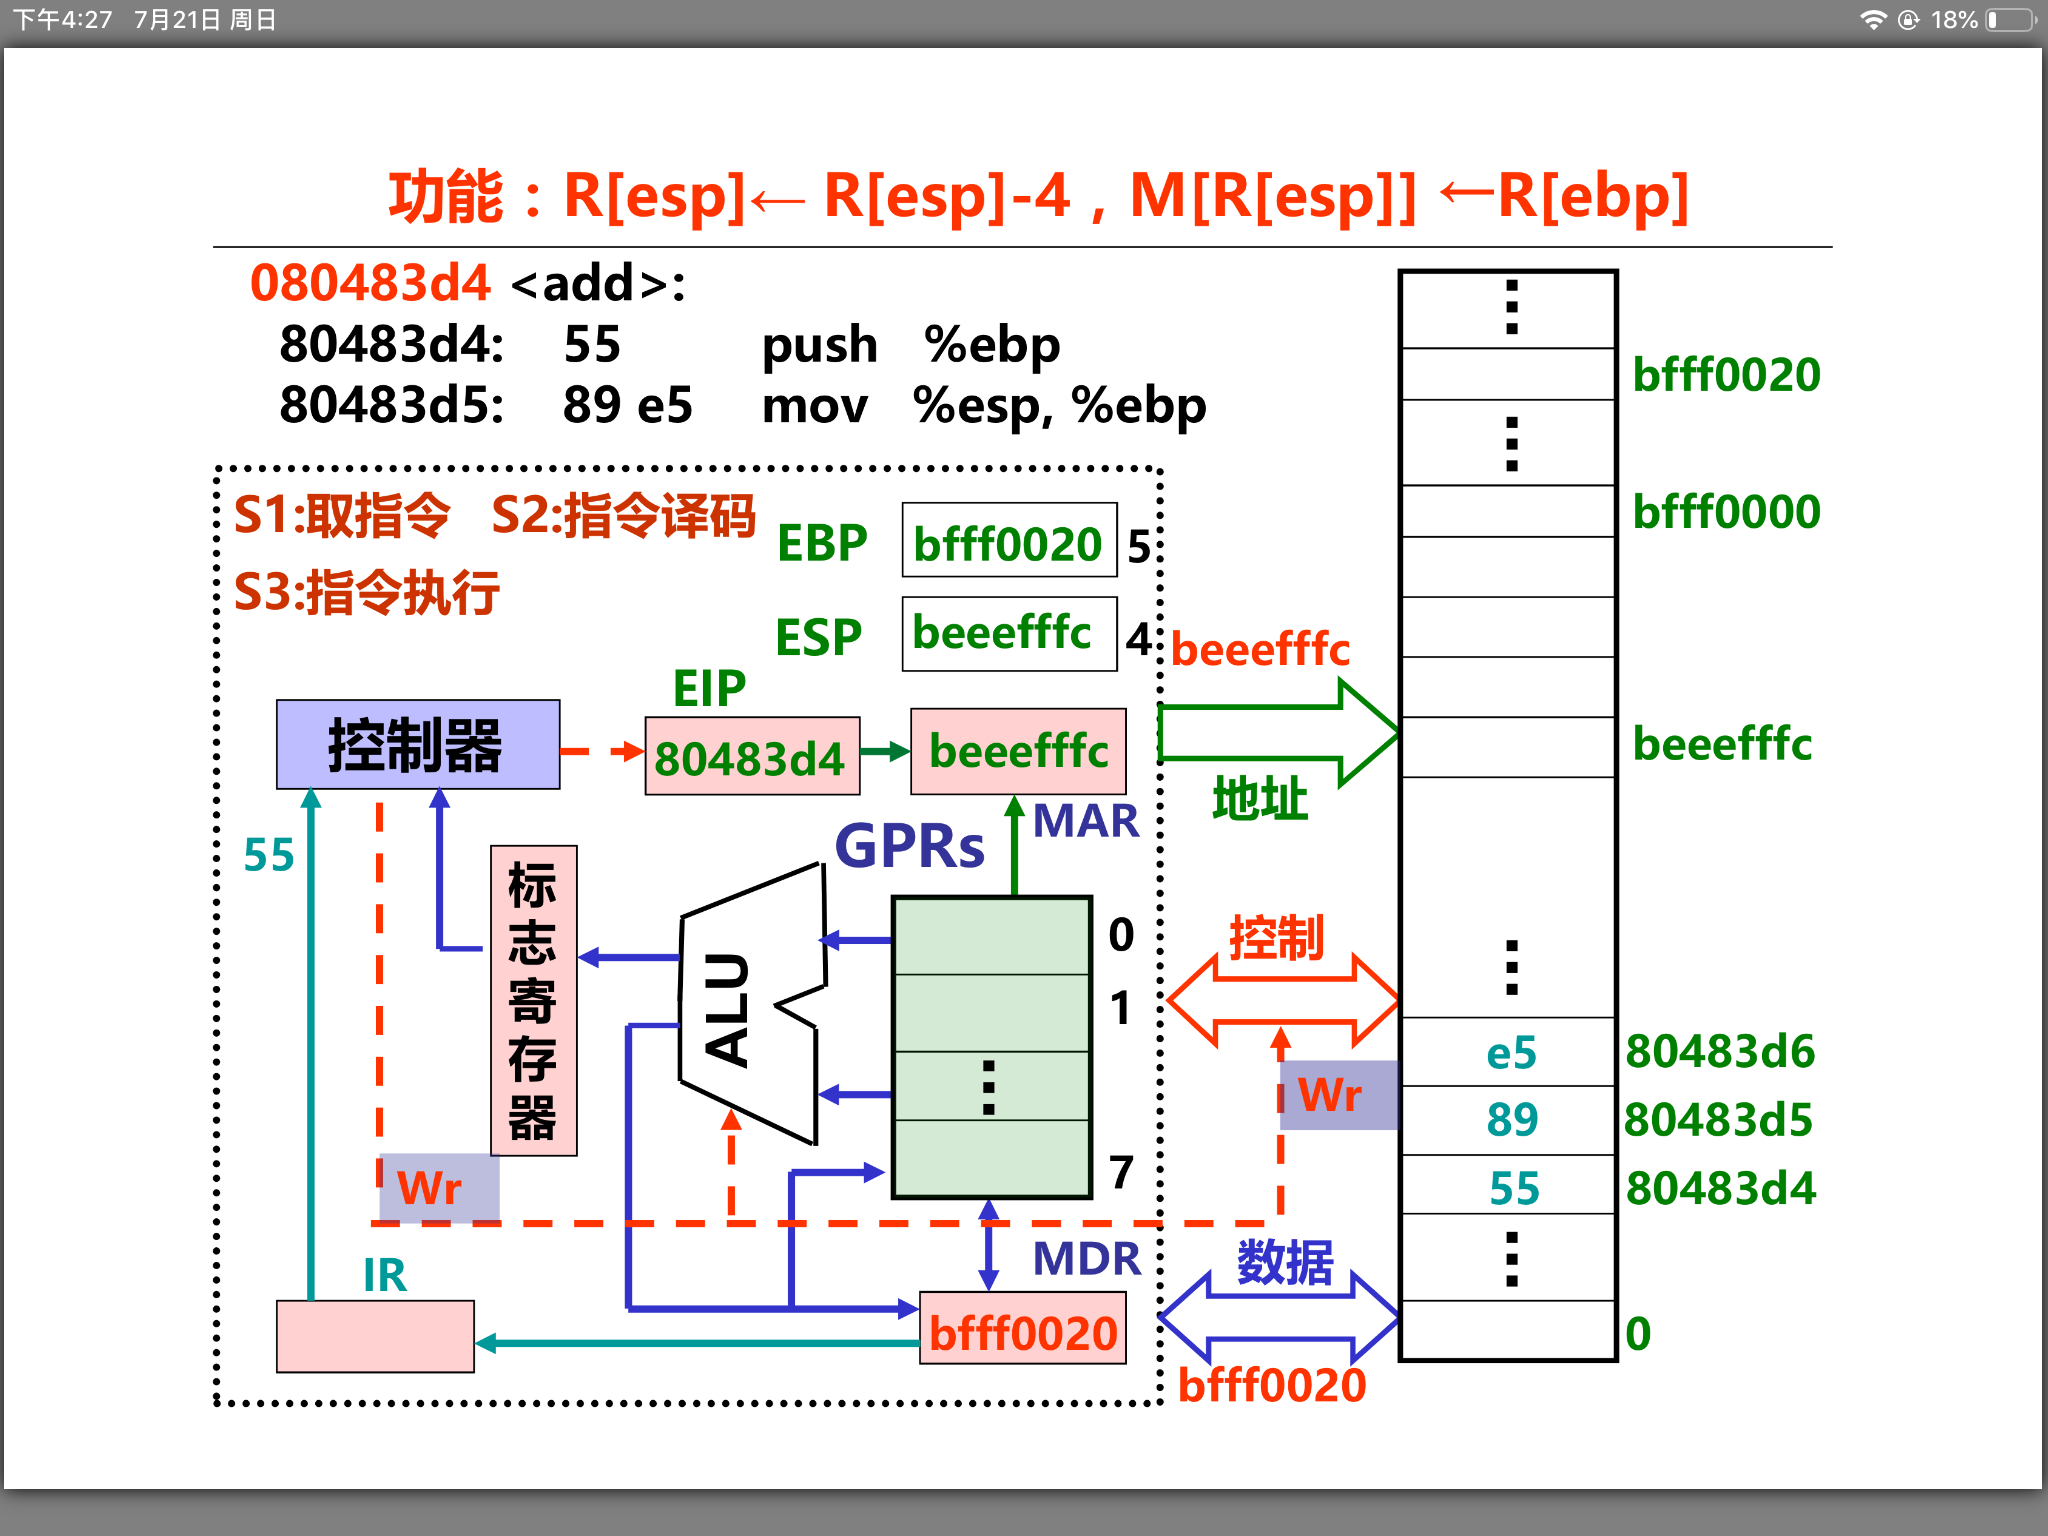 下午4:27 7月21日 周日 18%
功能：R[esp]← R[esp]-4，M[R[esp]] ←R[ebp]
080483d4 <add>:
80483d4: 55 push %ebp
80483d5: 89 e5 mov %esp, %ebp
S1:取指令 S2:指令译码
S3:指令执行
EBP bfff0020 5
ESP beeefffc 4
EIP
控制器 80483d4 beeefffc
MAR
GPRs
55
标志寄存器
ALU
0
1
⋮
7
Wr
IR
MDR
bfff0020
beeefffc
地址
控制
Wr
数据
bfff0020
⋮
bfff0020
⋮
bfff0000
beeefffc
⋮
e5 80483d6
89 80483d5
55 80483d4
⋮
0